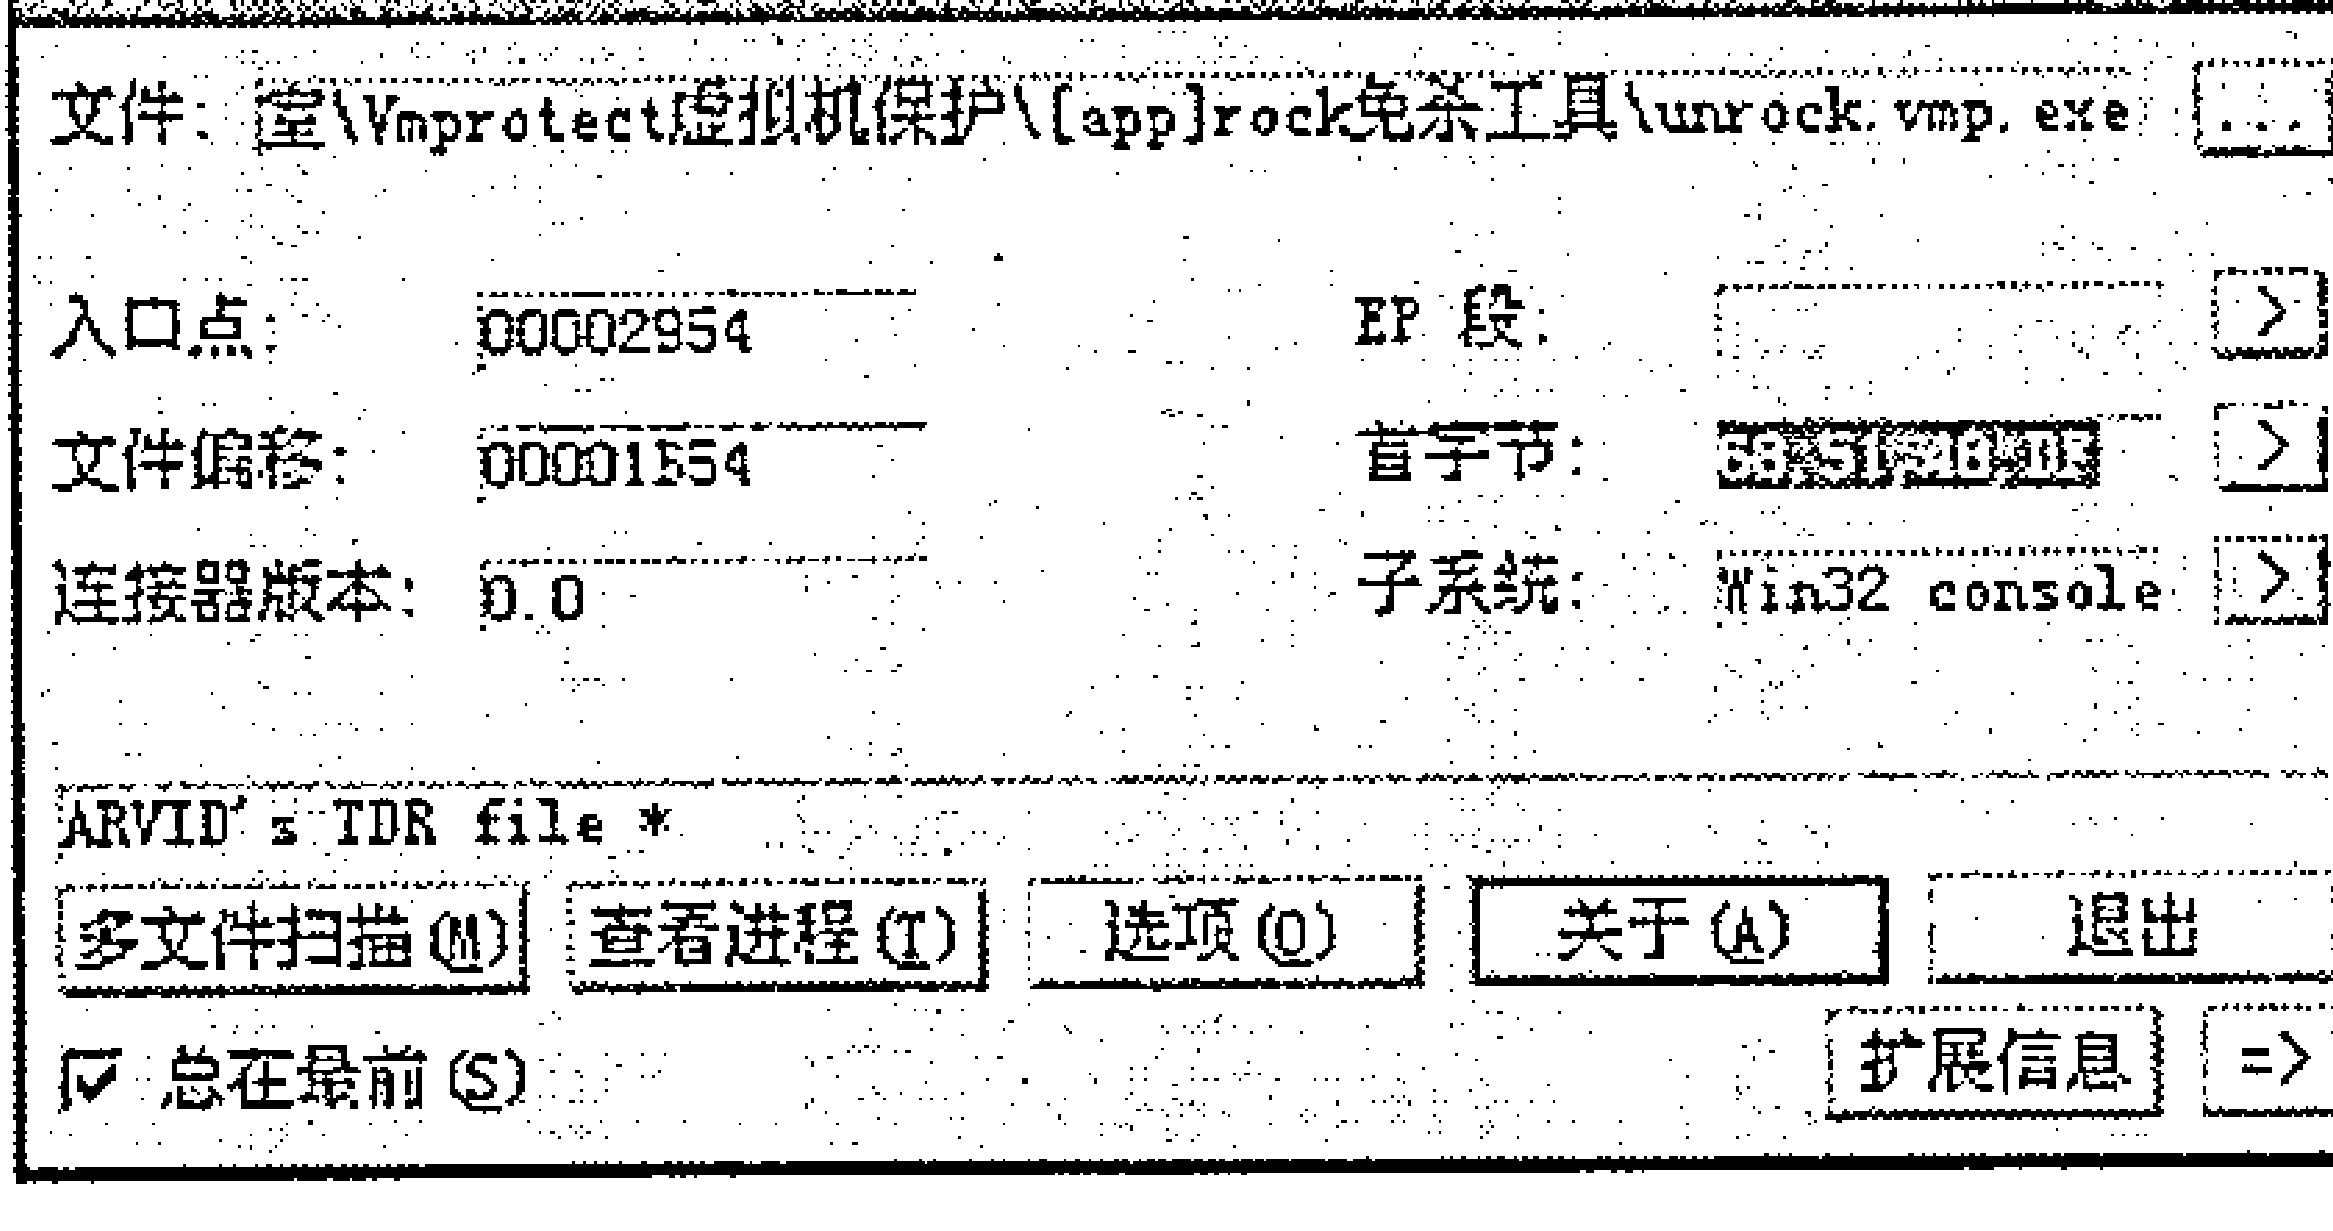 文件: 室\Vmprotect虚拟机保护\[app]rock免杀工具\unrock.vmp.exe ...
入口点: 00002954 EP 段: >
文件偏移: 00001B54 首字节: >
连接器版本: 0.0 子系统: Win32 console >
ARVID's TDR file *
多文件扫描(M) 查看进程(T) 选项(O) 关于(A) 退出
总在最前(S) 扩展信息 =>